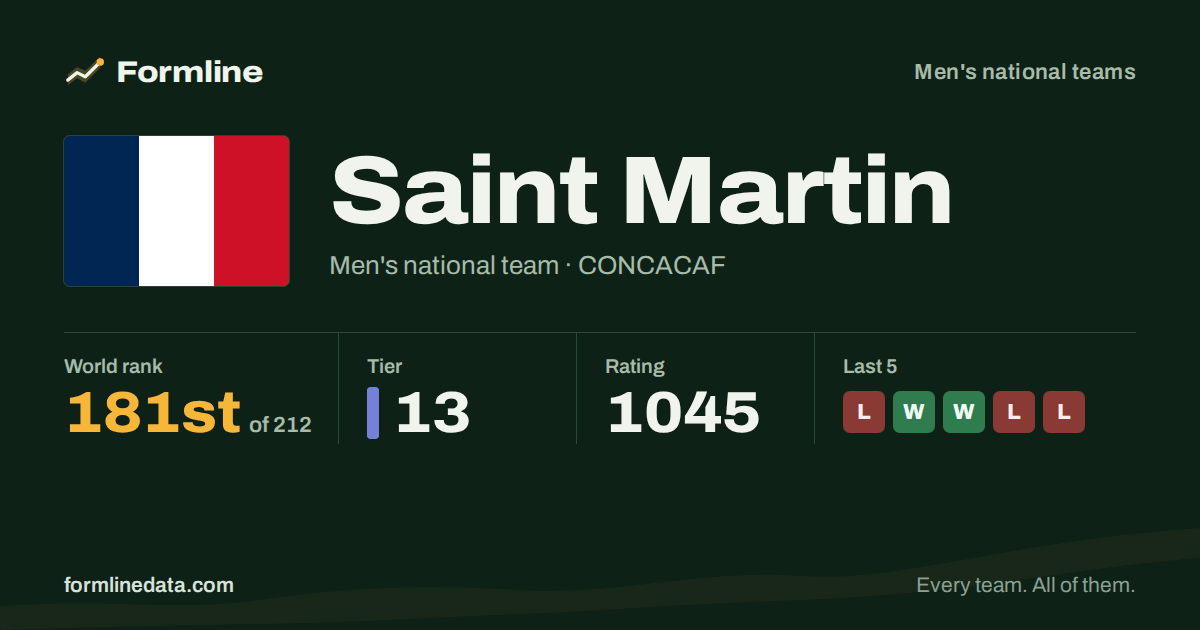 Formline
Men's national teams
Saint Martin
Men's national team · CONCACAF
World rank
181st of 212
Tier
13
Rating
1045
Last 5
L W W L L
formlinedata.com
Every team. All of them.